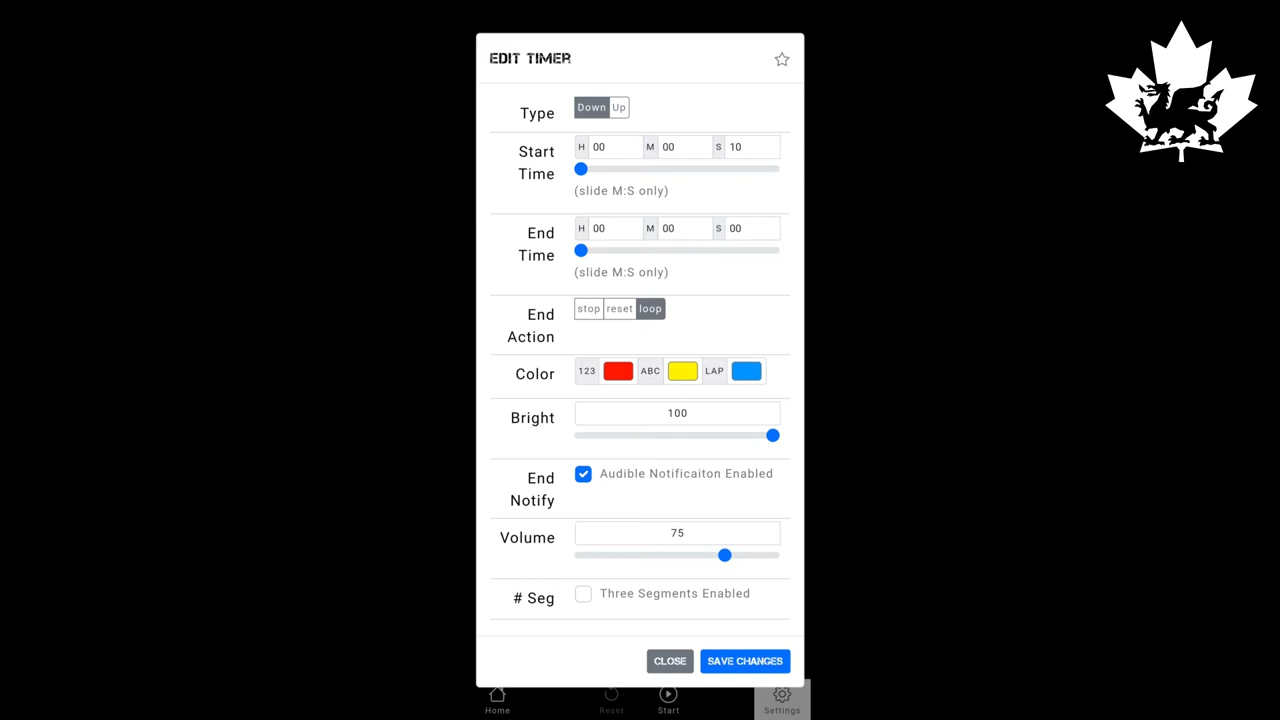 EDIT TIMER
Type Down Up
Start Time H 00 M 00 S 10
(slide M:S only)
End Time H 00 M 00 S 00
(slide M:S only)
End Action stop reset loop
Color 123 ABC LAP
Bright 100
End Notify Audible Notificaiton Enabled
Volume 75
# Seg Three Segments Enabled
CLOSE SAVE CHANGES
Home Reset Start Settings